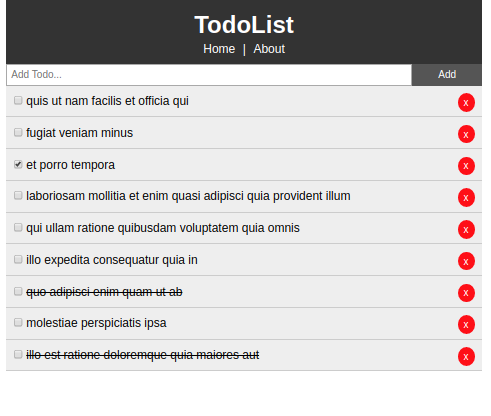 TodoList
Home | About
Add Todo... Add
quis ut nam facilis et officia qui x
fugiat veniam minus x
et porro tempora x
laboriosam mollitia et enim quasi adipisci quia provident illum x
qui ullam ratione quibusdam voluptatem quia omnis x
illo expedita consequatur quia in x
quo adipisci enim quam ut ab x
molestiae perspiciatis ipsa x
illo est ratione doloremque quia maiores aut x